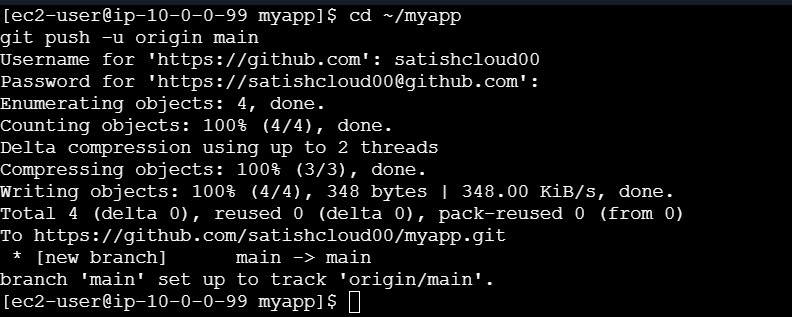 [ec2-user@ip-10-0-0-99 myapp]$ cd ~/myapp
git push -u origin main
Username for 'https://github.com': satishcloud00
Password for 'https://satishcloud00@github.com':
Enumerating objects: 4, done.
Counting objects: 100% (4/4), done.
Delta compression using up to 2 threads
Compressing objects: 100% (3/3), done.
Writing objects: 100% (4/4), 348 bytes | 348.00 KiB/s, done.
Total 4 (delta 0), reused 0 (delta 0), pack-reused 0 (from 0)
To https://github.com/satishcloud00/myapp.git
 * [new branch]      main -> main
branch 'main' set up to track 'origin/main'.
[ec2-user@ip-10-0-0-99 myapp]$